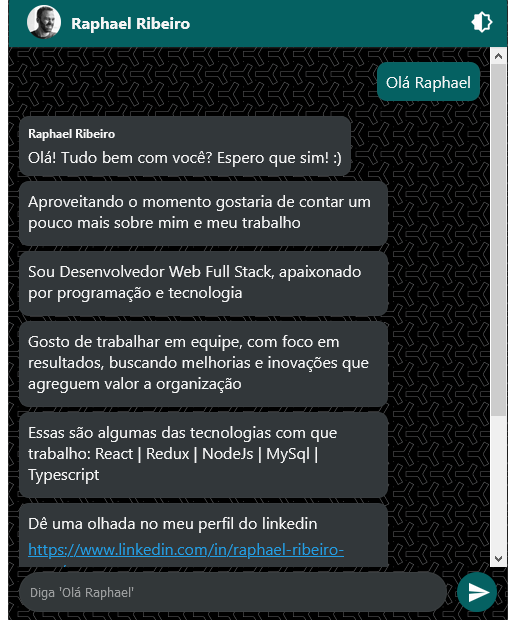 Raphael Ribeiro
Olá Raphael
Raphael Ribeiro
Olá! Tudo bem com você? Espero que sim! :)
Aproveitando o momento gostaria de contar um
pouco mais sobre mim e meu trabalho
Sou Desenvolvedor Web Full Stack, apaixonado
por programação e tecnologia
Gosto de trabalhar em equipe, com foco em
resultados, buscando melhorias e inovações que
agreguem valor a organização
Essas são algumas das tecnologias com que
trabalho: React | Redux | NodeJs | MySql |
Typescript
Dê uma olhada no meu perfil do linkedin
https://www.linkedin.com/in/raphael-ribeiro-
Diga 'Olá Raphael'